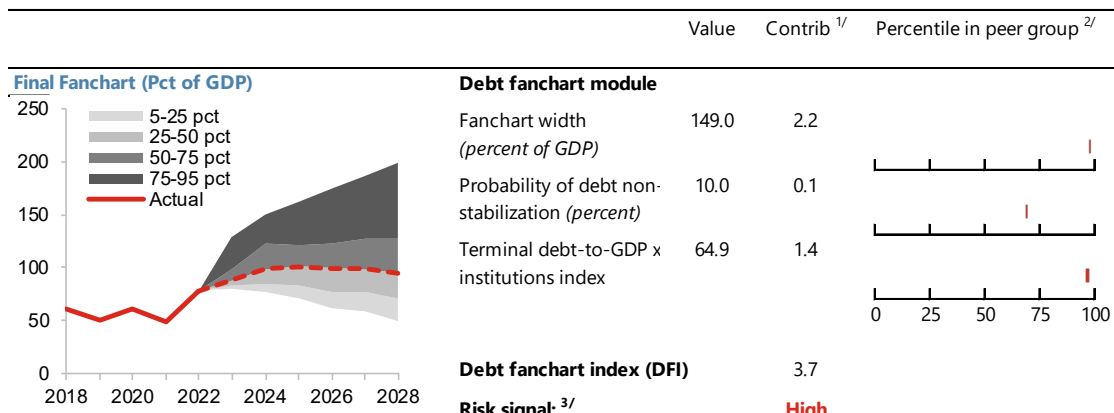 Value Contrib 1/ Percentile in peer group 2/
Final Fanchart (Pct of GDP)
250
200
150
100
50
0
5-25 pct
25-50 pct
50-75 pct
75-95 pct
Actual
2018 2020 2022 2024 2026 2028
Debt fanchart module
Fanchart width 149.0 2.2
(percent of GDP)
Probability of debt non- 10.0 0.1
stabilization (percent)
Terminal debt-to-GDP x 64.9 1.4
institutions index
0 25 50 75 100
Debt fanchart index (DFI) 3.7
Risk signal: 3/ High